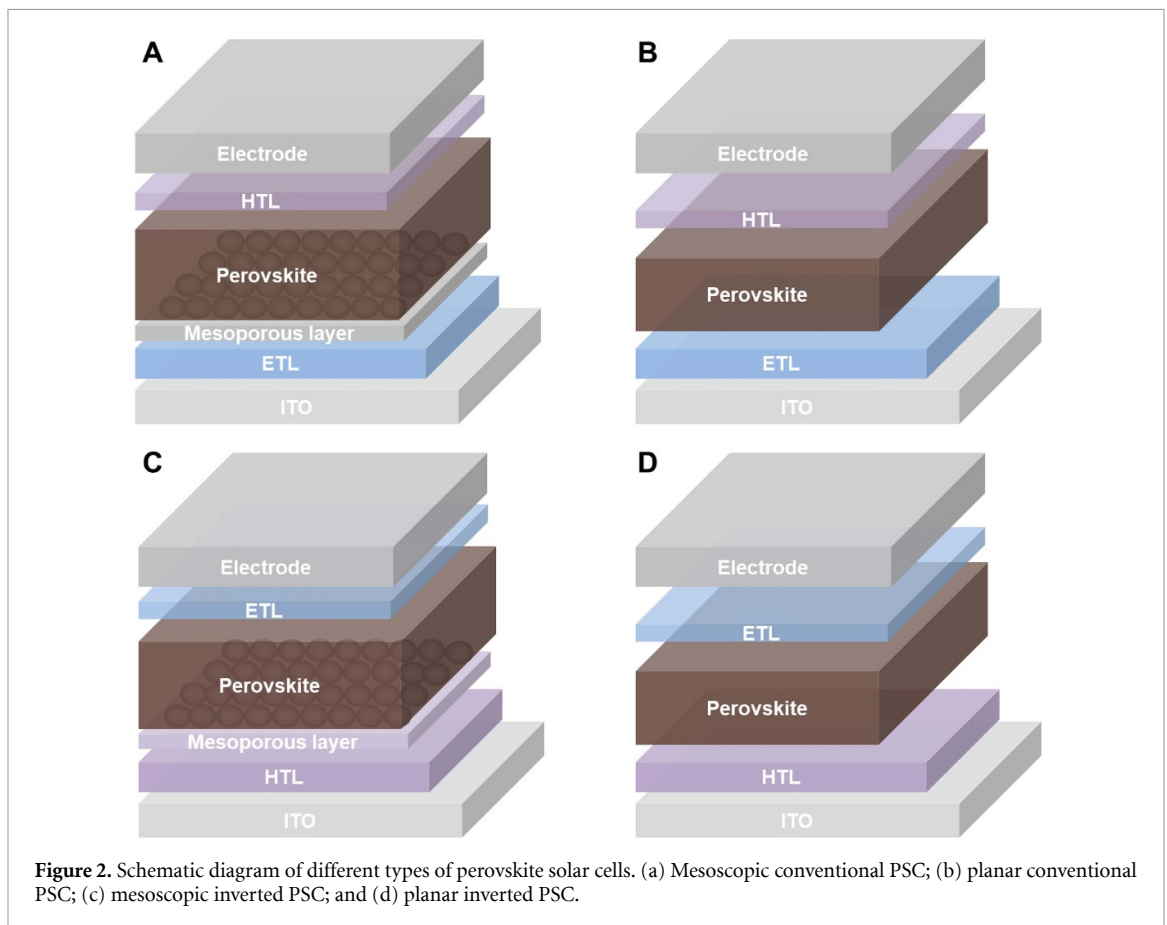 A
Electrode
HTL
Perovskite
Mesoporous layer
ETL
ITO
B
Electrode
HTL
Perovskite
ETL
ITO
C
Electrode
ETL
Perovskite
Mesoporous layer
HTL
ITO
D
Electrode
ETL
Perovskite
HTL
ITO
Figure 2. Schematic diagram of different types of perovskite solar cells. (a) Mesoscopic conventional PSC; (b) planar conventional
PSC; (c) mesoscopic inverted PSC; and (d) planar inverted PSC.